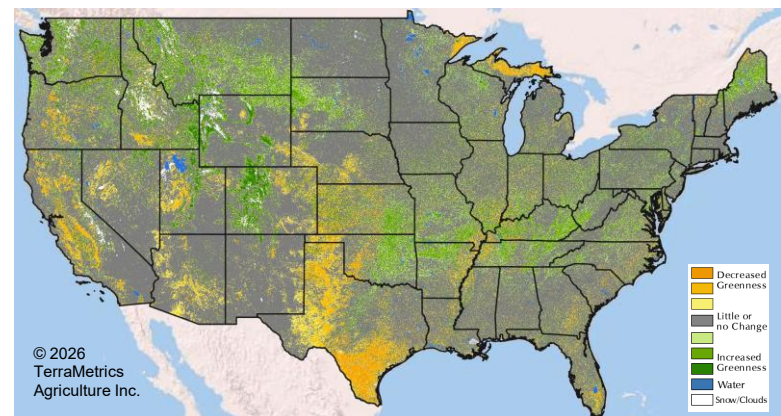 Decreased
Greenness
Little or
no Change
Increased
Greenness
Water
Snow/Clouds
© 2026
TerraMetrics
Agriculture Inc.